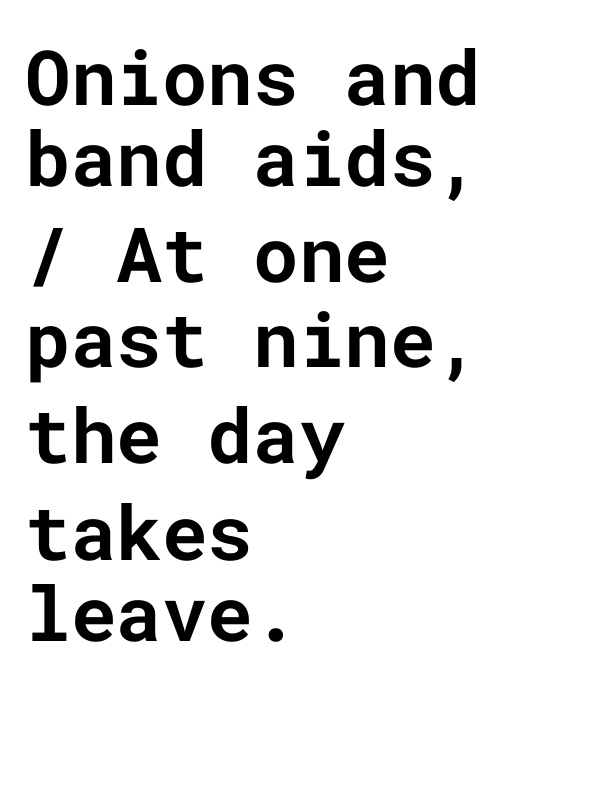 Onions and
band aids,
/ At one
past nine,
the day
takes
leave.